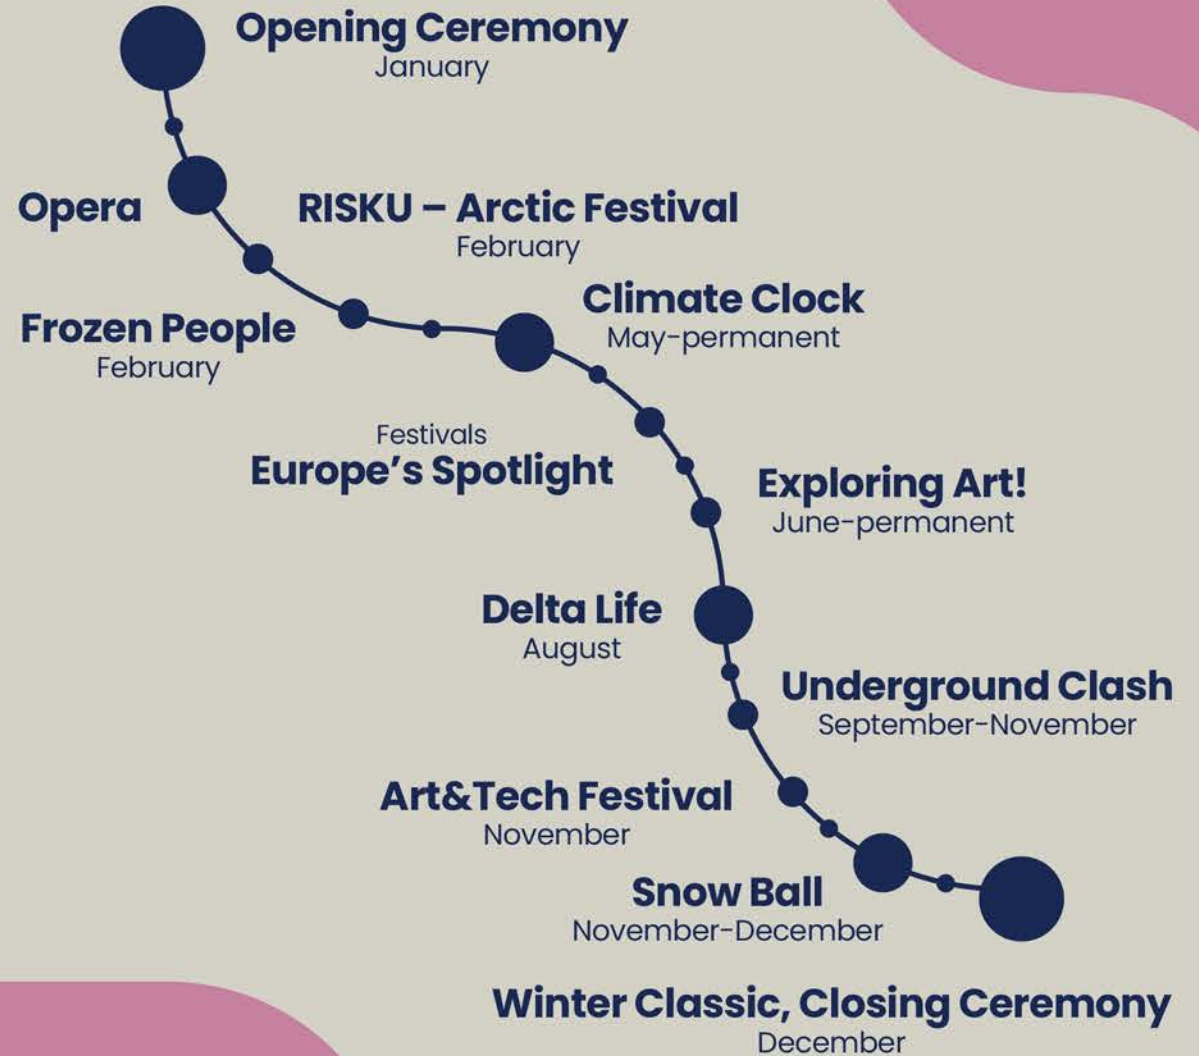 Opening Ceremony
January
Opera
RISKU – Arctic Festival
February
Climate Clock
May-permanent
Frozen People
February
Festivals
Europe’s Spotlight
Exploring Art!
June-permanent
Delta Life
August
Underground Clash
September-November
Art&Tech Festival
November
Snow Ball
November-December
Winter Classic, Closing Ceremony
December